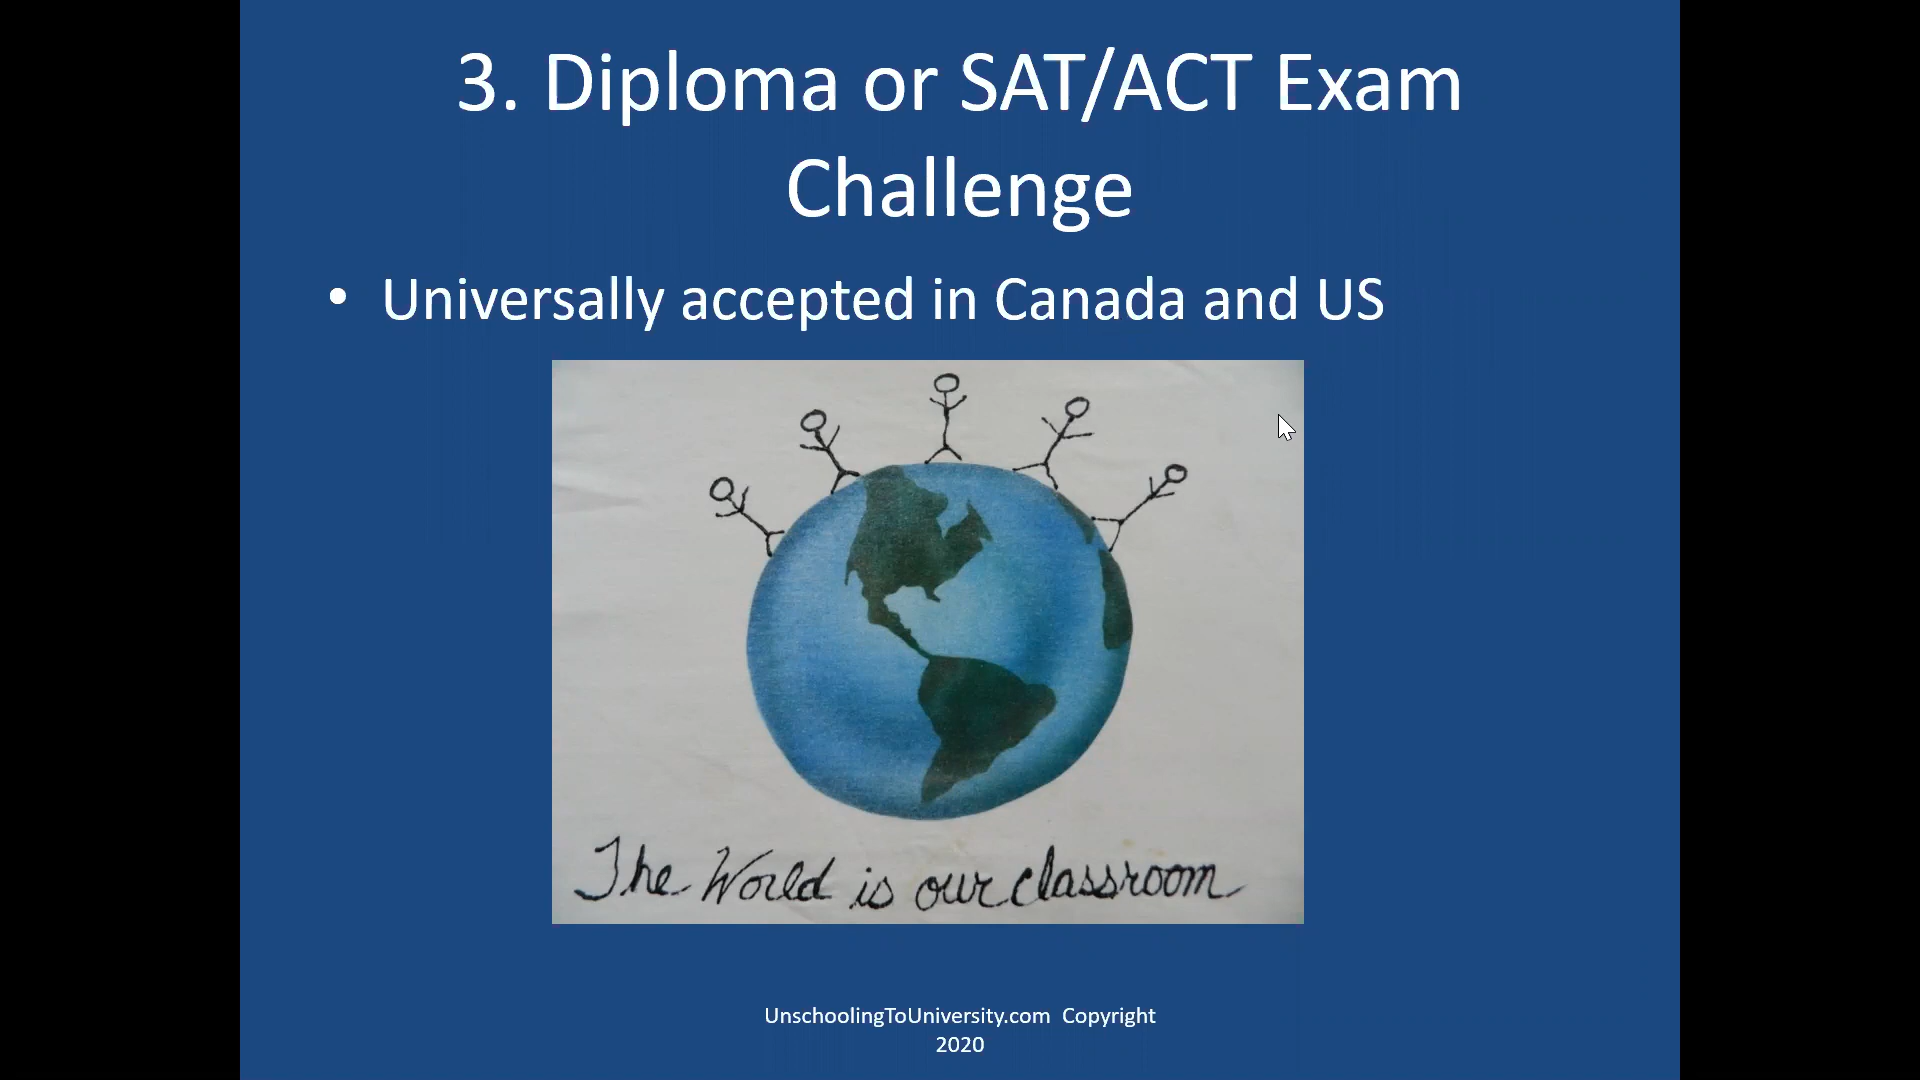 3. Diploma or SAT/ACT Exam
Challenge
• Universally accepted in Canada and US
The World is our classroom
UnschoolingToUniversity.com Copyright
2020